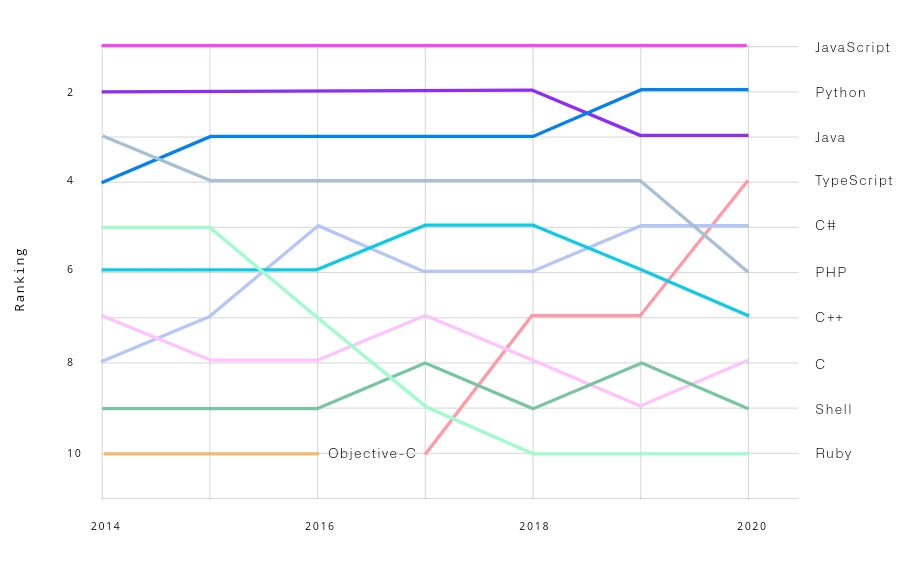 JavaScript
2
Python
Java
4
TypeScript
C#
6
PHP
Ranking
C++
8
C
Shell
10
Objective-C
Ruby
2014
2016
2018
2020